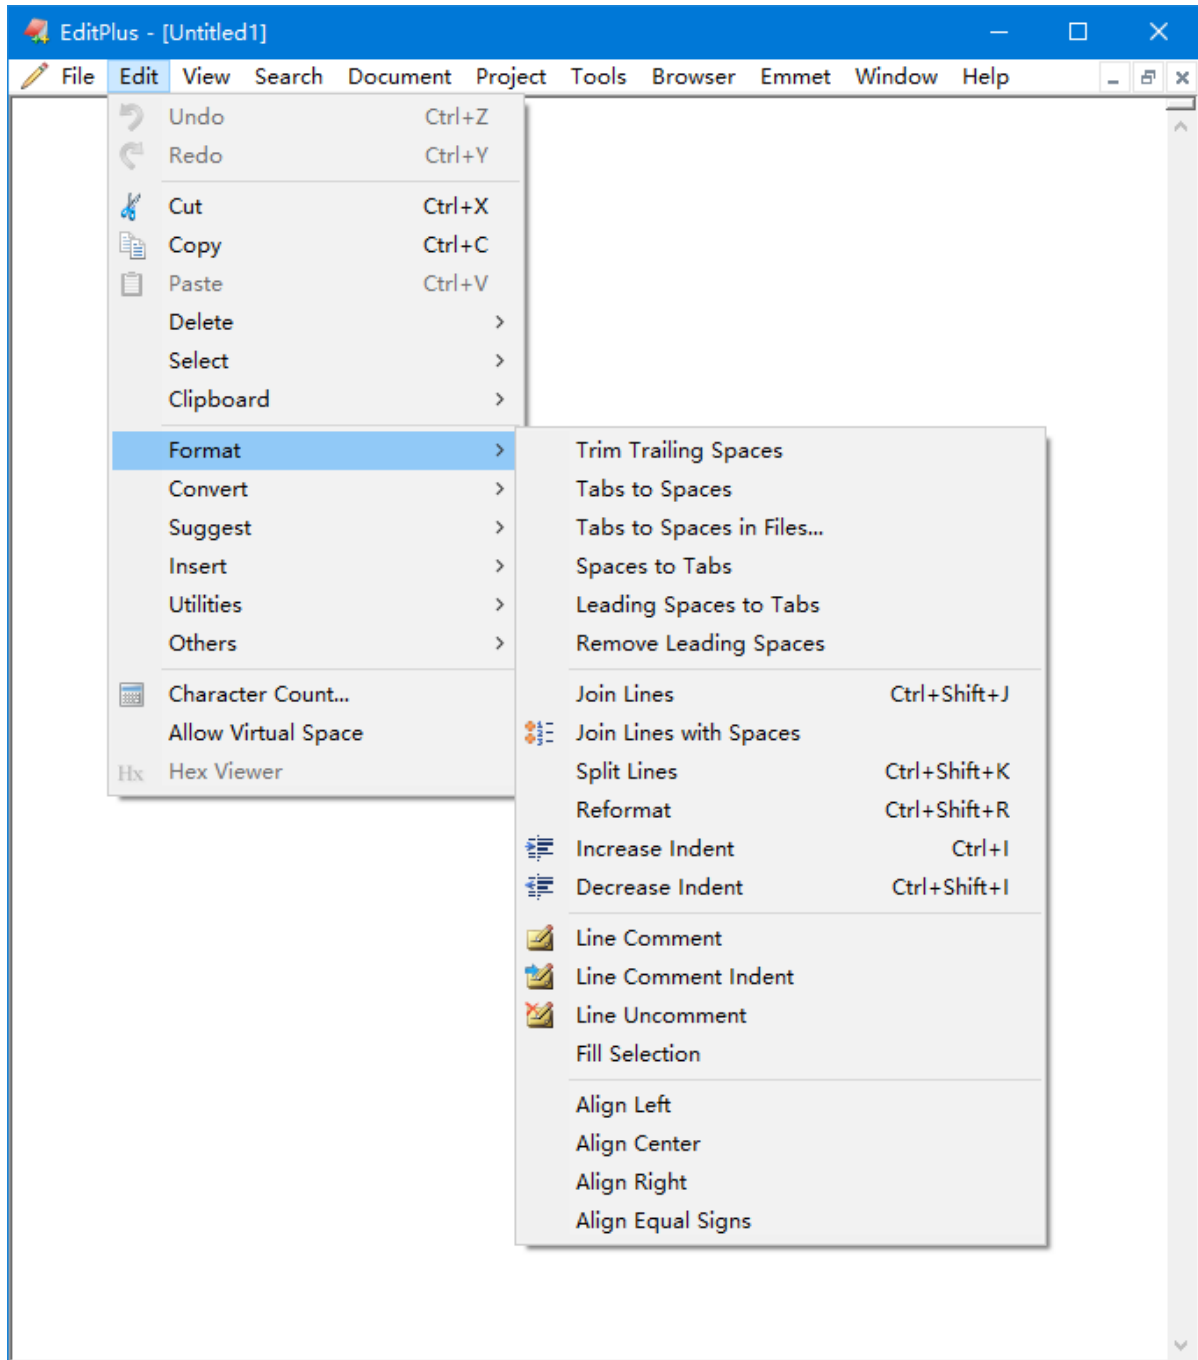 EditPlus - [Untitled1]
File Edit View Search Document Project Tools Browser Emmet Window Help
Undo Ctrl+Z
Redo Ctrl+Y
Cut Ctrl+X
Copy Ctrl+C
Paste Ctrl+V
Delete
Select
Clipboard
Format
Convert
Suggest
Insert
Utilities
Others
Character Count...
Allow Virtual Space
Hx Hex Viewer
Trim Trailing Spaces
Tabs to Spaces
Tabs to Spaces in Files...
Spaces to Tabs
Leading Spaces to Tabs
Remove Leading Spaces
Join Lines Ctrl+Shift+J
Join Lines with Spaces
Split Lines Ctrl+Shift+K
Reformat Ctrl+Shift+R
Increase Indent Ctrl+I
Decrease Indent Ctrl+Shift+I
Line Comment
Line Comment Indent
Line Uncomment
Fill Selection
Align Left
Align Center
Align Right
Align Equal Signs